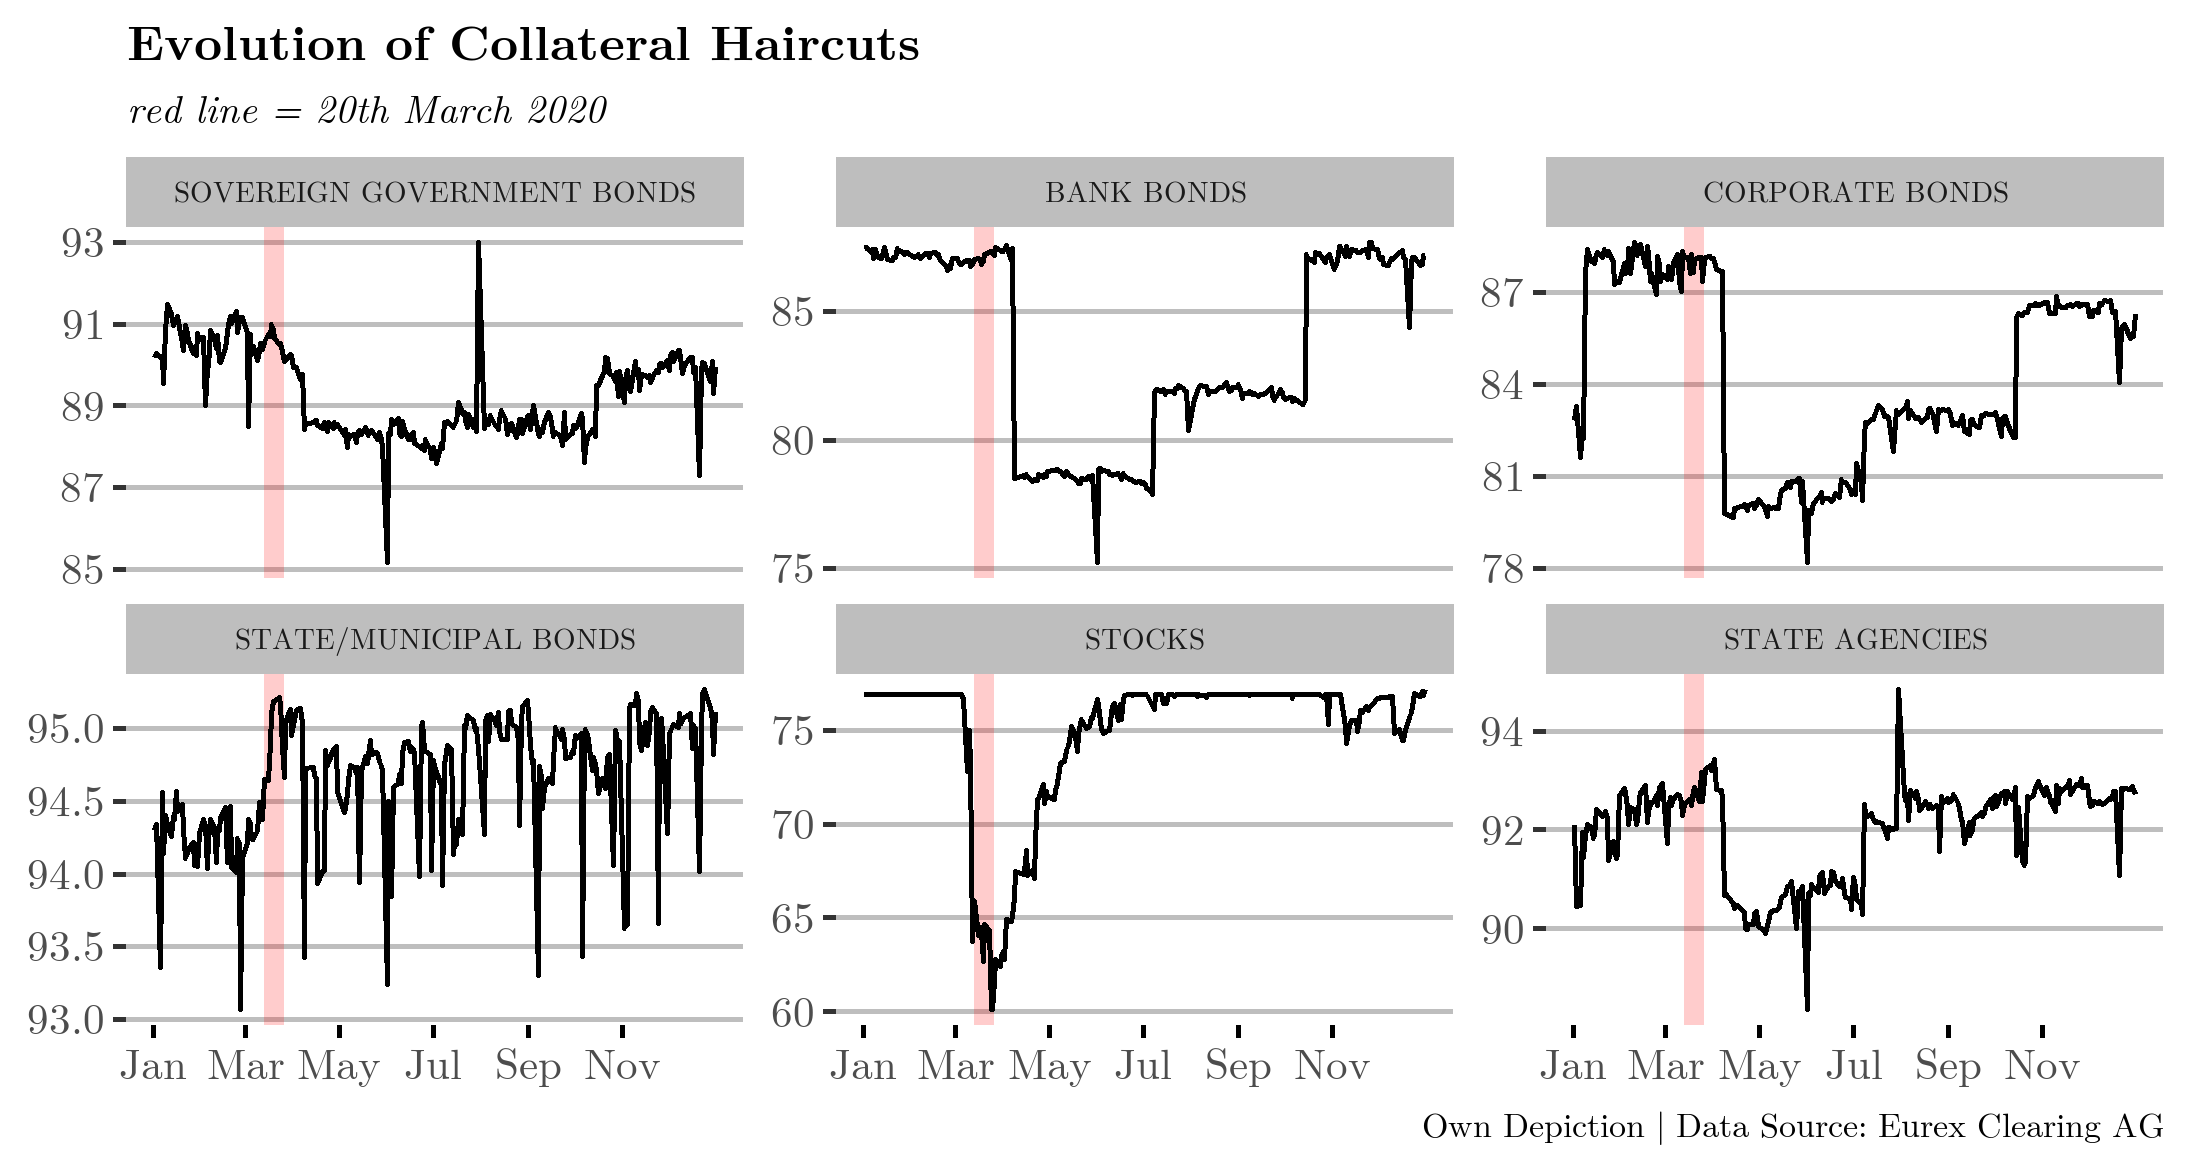 Evolution of Collateral Haircuts
red line = 20th March 2020
SOVEREIGN GOVERNMENT BONDS
93
91
89
87
85
BANK BONDS
85
80
75
CORPORATE BONDS
87
84
81
78
STATE/MUNICIPAL BONDS
95.0
94.5
94.0
93.5
93.0
Jan Mar May Jul Sep Nov
STOCKS
75
70
65
60
Jan Mar May Jul Sep Nov
STATE AGENCIES
94
92
90
Jan Mar May Jul Sep Nov
Own Depiction | Data Source: Eurex Clearing AG